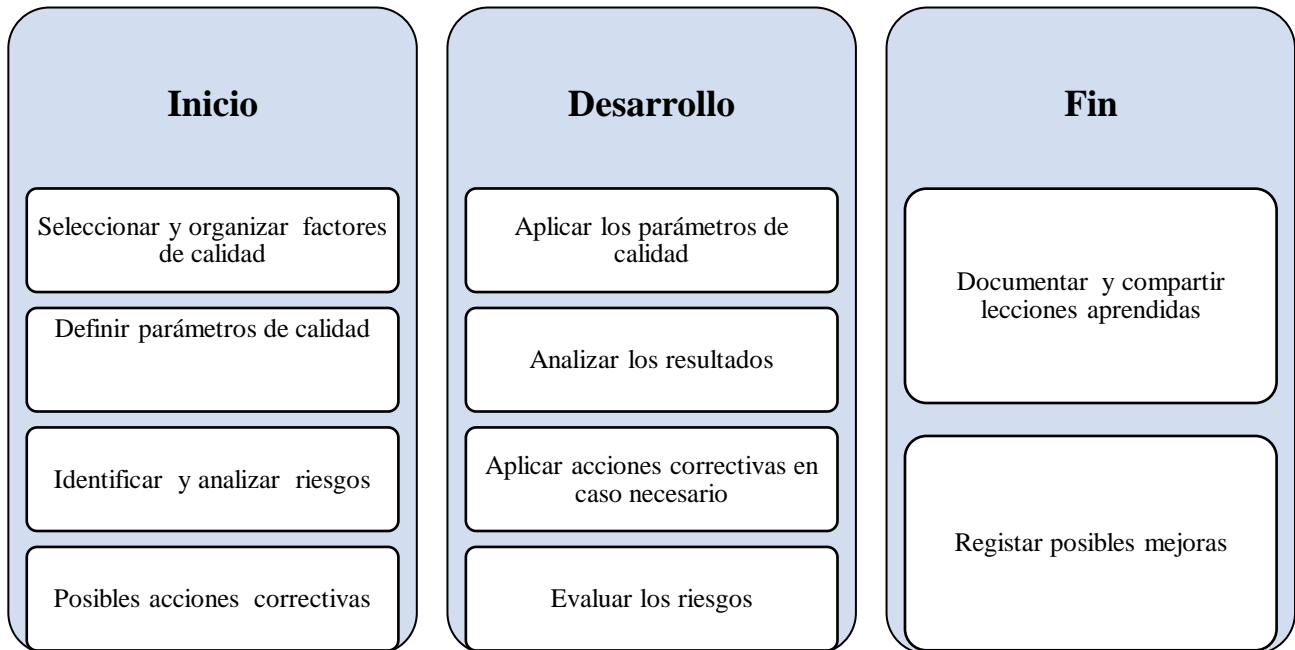 Inicio
Seleccionar y organizar factores
de calidad
Definir parámetros de calidad
Identificar y analizar riesgos
Posibles acciones correctivas
Desarrollo
Aplicar los parámetros de
calidad
Analizar los resultados
Aplicar acciones correctivas en
caso necesario
Evaluar los riesgos
Fin
Documentar y compartir
lecciones aprendidas
Registar posibles mejoras